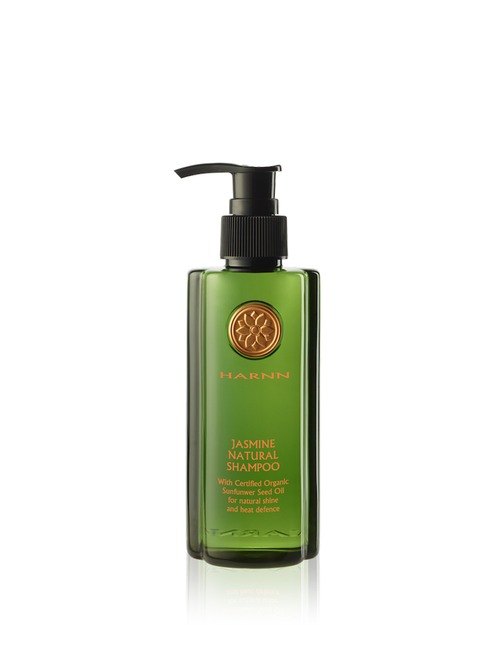 HARNN
JASMINE
NATURAL
SHAMPOO
With Certified Organic
Sunflower Seed Oil
for natural shine
and heat defence